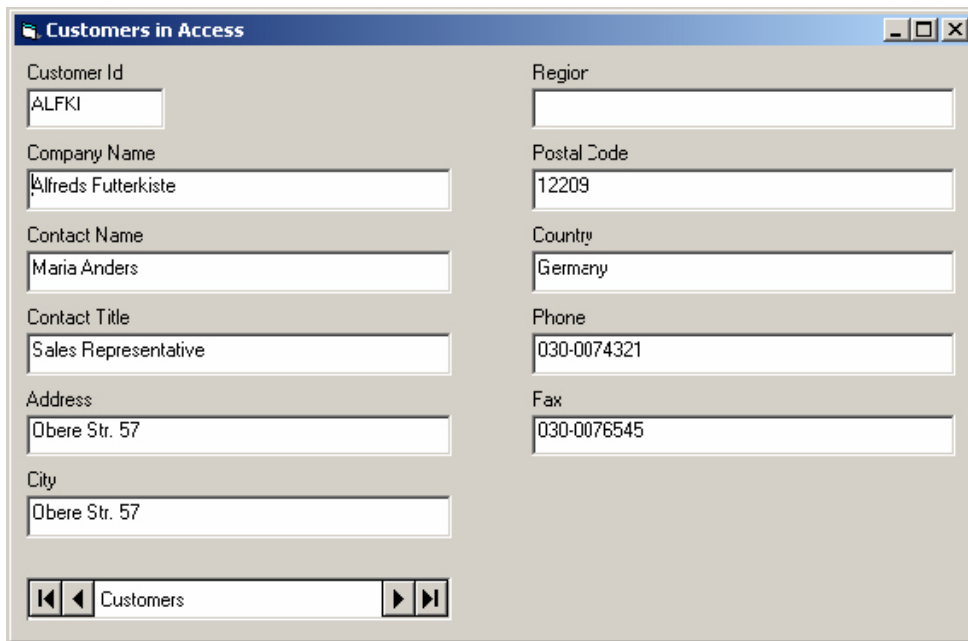 Customers in Access
Customer Id
ALFKI
Company Name
Alfreds Futterkiste
Contact Name
Maria Anders
Contact Title
Sales Representative
Address
Obere Str. 57
City
Obere Str. 57
Customers
Region
Postal Code
12209
Country
Germany
Phone
030-0074321
Fax
030-0076545